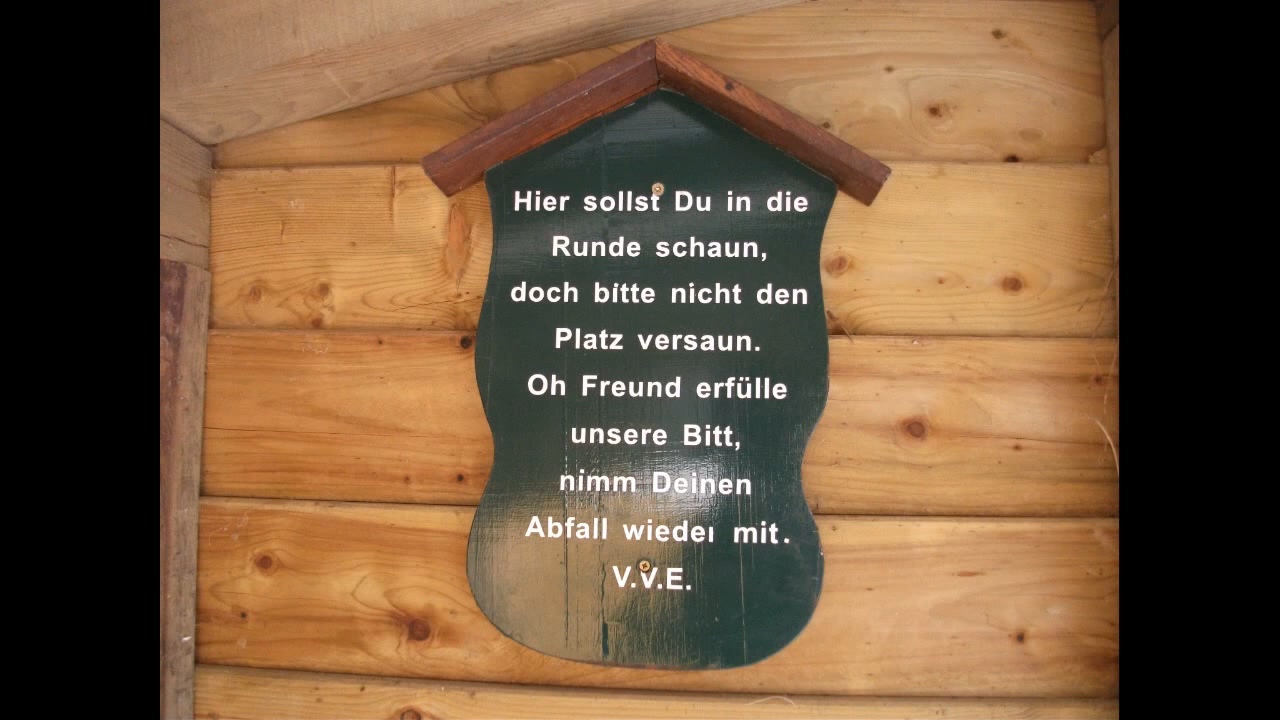 Hier sollst Du in die
Runde schaun,
doch bitte nicht den
Platz versaun.
Oh Freund erfülle
unsere Bitt,
nimm Deinen
Abfall wieder mit.
V.V.E.